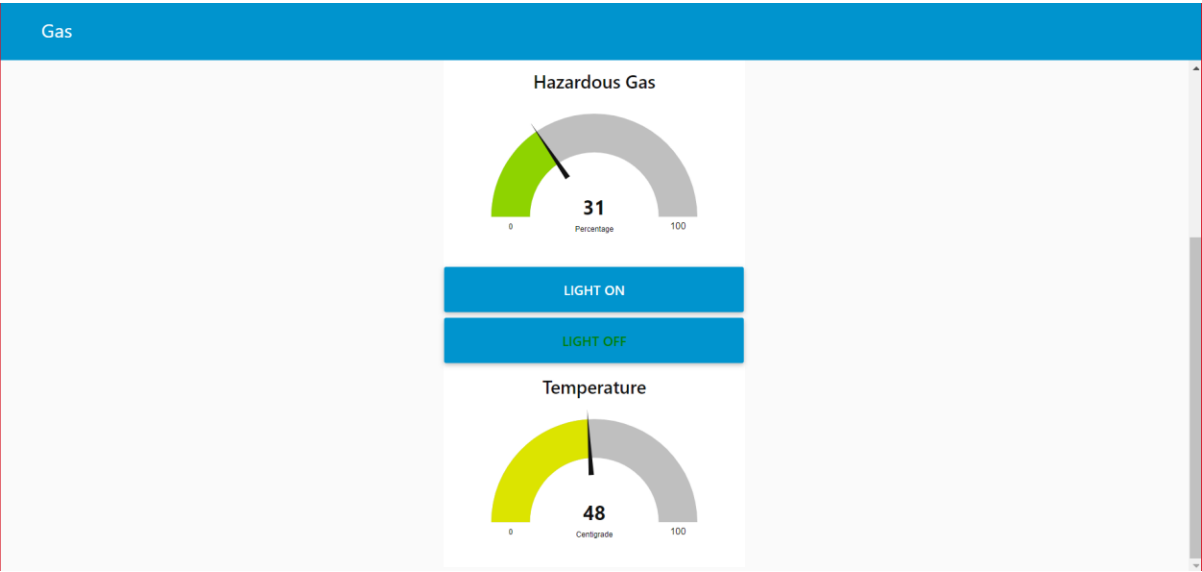 Gas
Hazardous Gas
31
0
Percentage
100
LIGHT ON
LIGHT OFF
Temperature
48
0
Centigrade
100